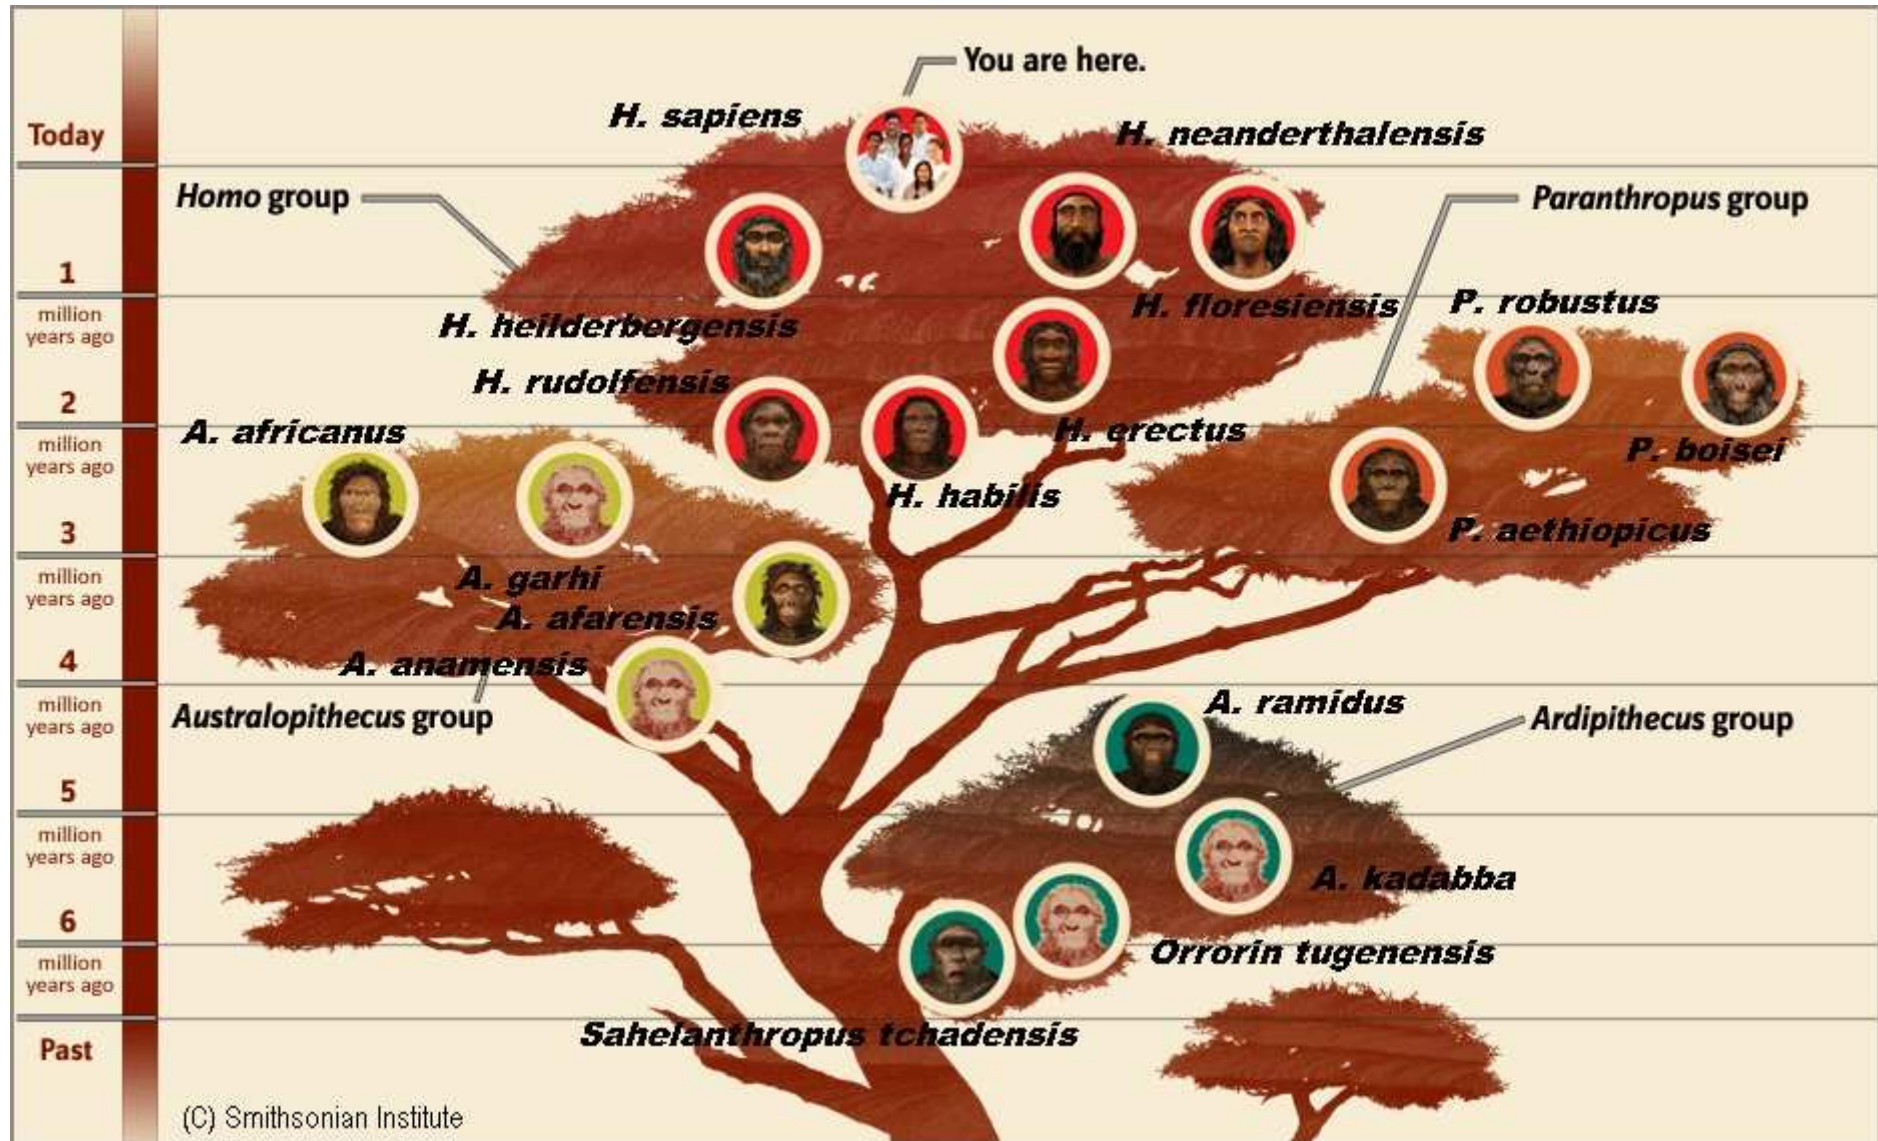 You are here.
H. sapiens
H. neanderthalensis
Today
Homo group
Paranthropus group
1
million
years ago
H. heilderbergensis
H. floresiensis
P. robustus
H. rudolfensis
2
million
years ago
A. africanus
H. erectus
P. boisei
H. habilis
3
million
years ago
P. aethiopicus
A. garhi
A. afarensis
4
million
years ago
A. anamensis
Australopithecus group
A. ramidus
Ardipithecus group
5
million
years ago
A. kadabba
6
million
years ago
Orrorin tugenensis
Sahelanthropus tchadensis
Past
(C) Smithsonian Institute